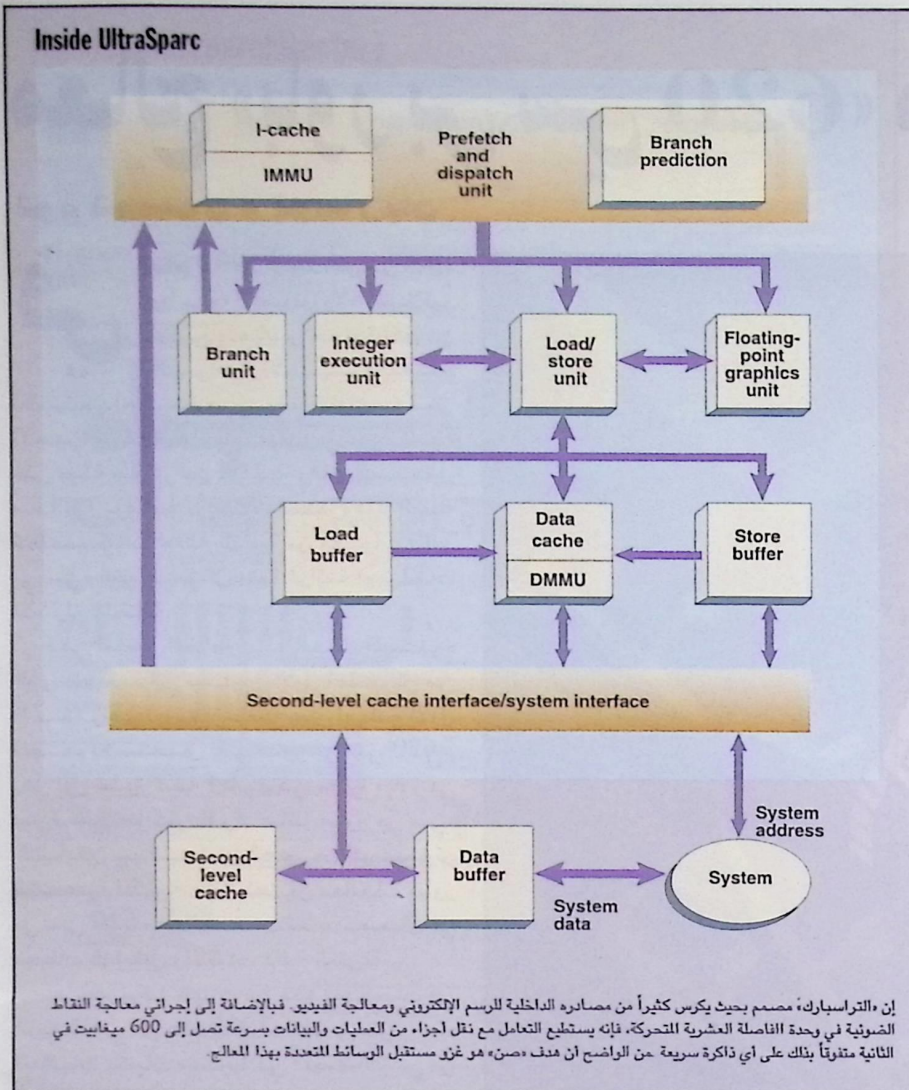 Inside UltraSparc
I-cache
IMMU
Prefetch
and
dispatch
unit
Branch
prediction
Branch
unit
Integer
execution
unit
Load/
store
unit
Floating-
point
graphics
unit
Load
buffer
Data
cache
DMMU
Store
buffer
Second-level cache interface/system interface
System
address
Second-
level
cache
Data
buffer
System
data
System
إن «التراسبارك» مصمم بحيث يكرس كثيراً من مصادره الداخلية للرسم الإلكتروني ومعالجة الفيديو. فبالإضافة إلى إجرائي معالجة النقاط
الضوئية في وحدة الفاصلة العشرية المتحركة، فإنه يستطيع التعامل مع نقل أجزاء من العمليات والبيانات بسرعة تصل إلى 600 ميغابيت في
الثانية متفوقاً بذلك على أي ذاكرة سريعة. من الواضح أن هدف «صن» هو غزو مستقبل الوسائط المتعددة بهذا المعالج.